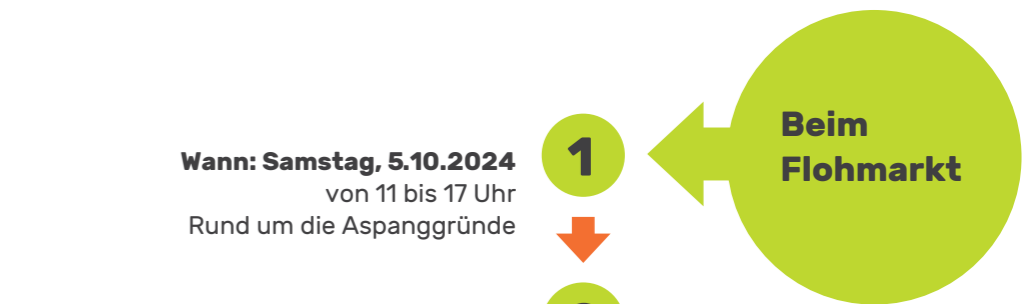 Beim
Flohmarkt
1
Wann: Samstag, 5.10.2024
von 11 bis 17 Uhr
Rund um die Aspanggründe